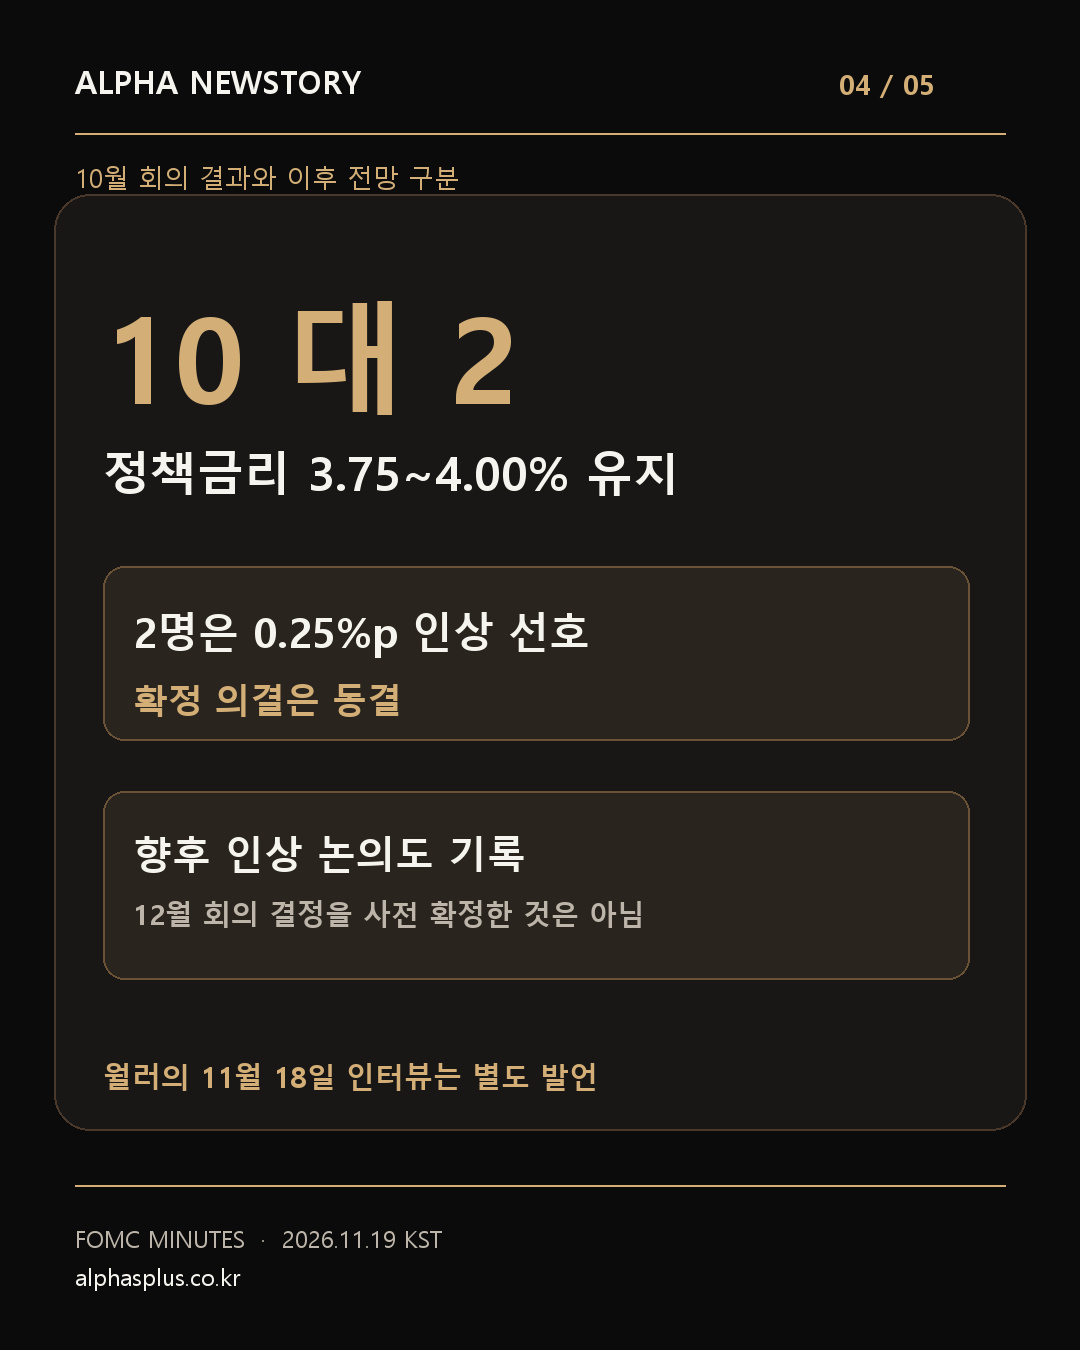 ALPHA NEWSTORY
04 / 05
10월 회의 결과와 이후 전망 구분
10 대 2
정책금리 3.75~4.00% 유지
2명은 0.25%p 인상 선호
확정 의결은 동결
향후 인상 논의도 기록
12월 회의 결정을 사전 확정한 것은 아님
월러의 11월 18일 인터뷰는 별도 발언
FOMC MINUTES · 2026.11.19 KST
alphasplus.co.kr